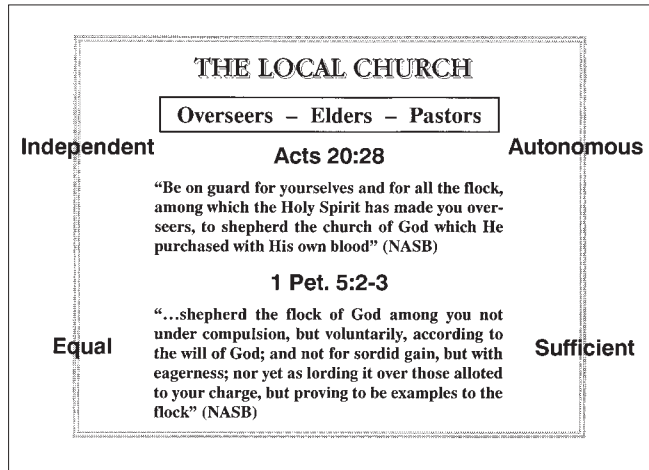 THE LOCAL CHURCH
Overseers – Elders – Pastors
Independent
Autonomous
Acts 20:28
“Be on guard for yourselves and for all the flock,
among which the Holy Spirit has made you over-
seers, to shepherd the church of God which He
purchased with His own blood” (NASB)
1 Pet. 5:2-3
“…shepherd the flock of God among you not
under compulsion, but voluntarily, according to
the will of God; and not for sordid gain, but with
eagerness; nor yet as lording it over those alloted
to your charge, but proving to be examples to the
flock” (NASB)
Equal
Sufficient